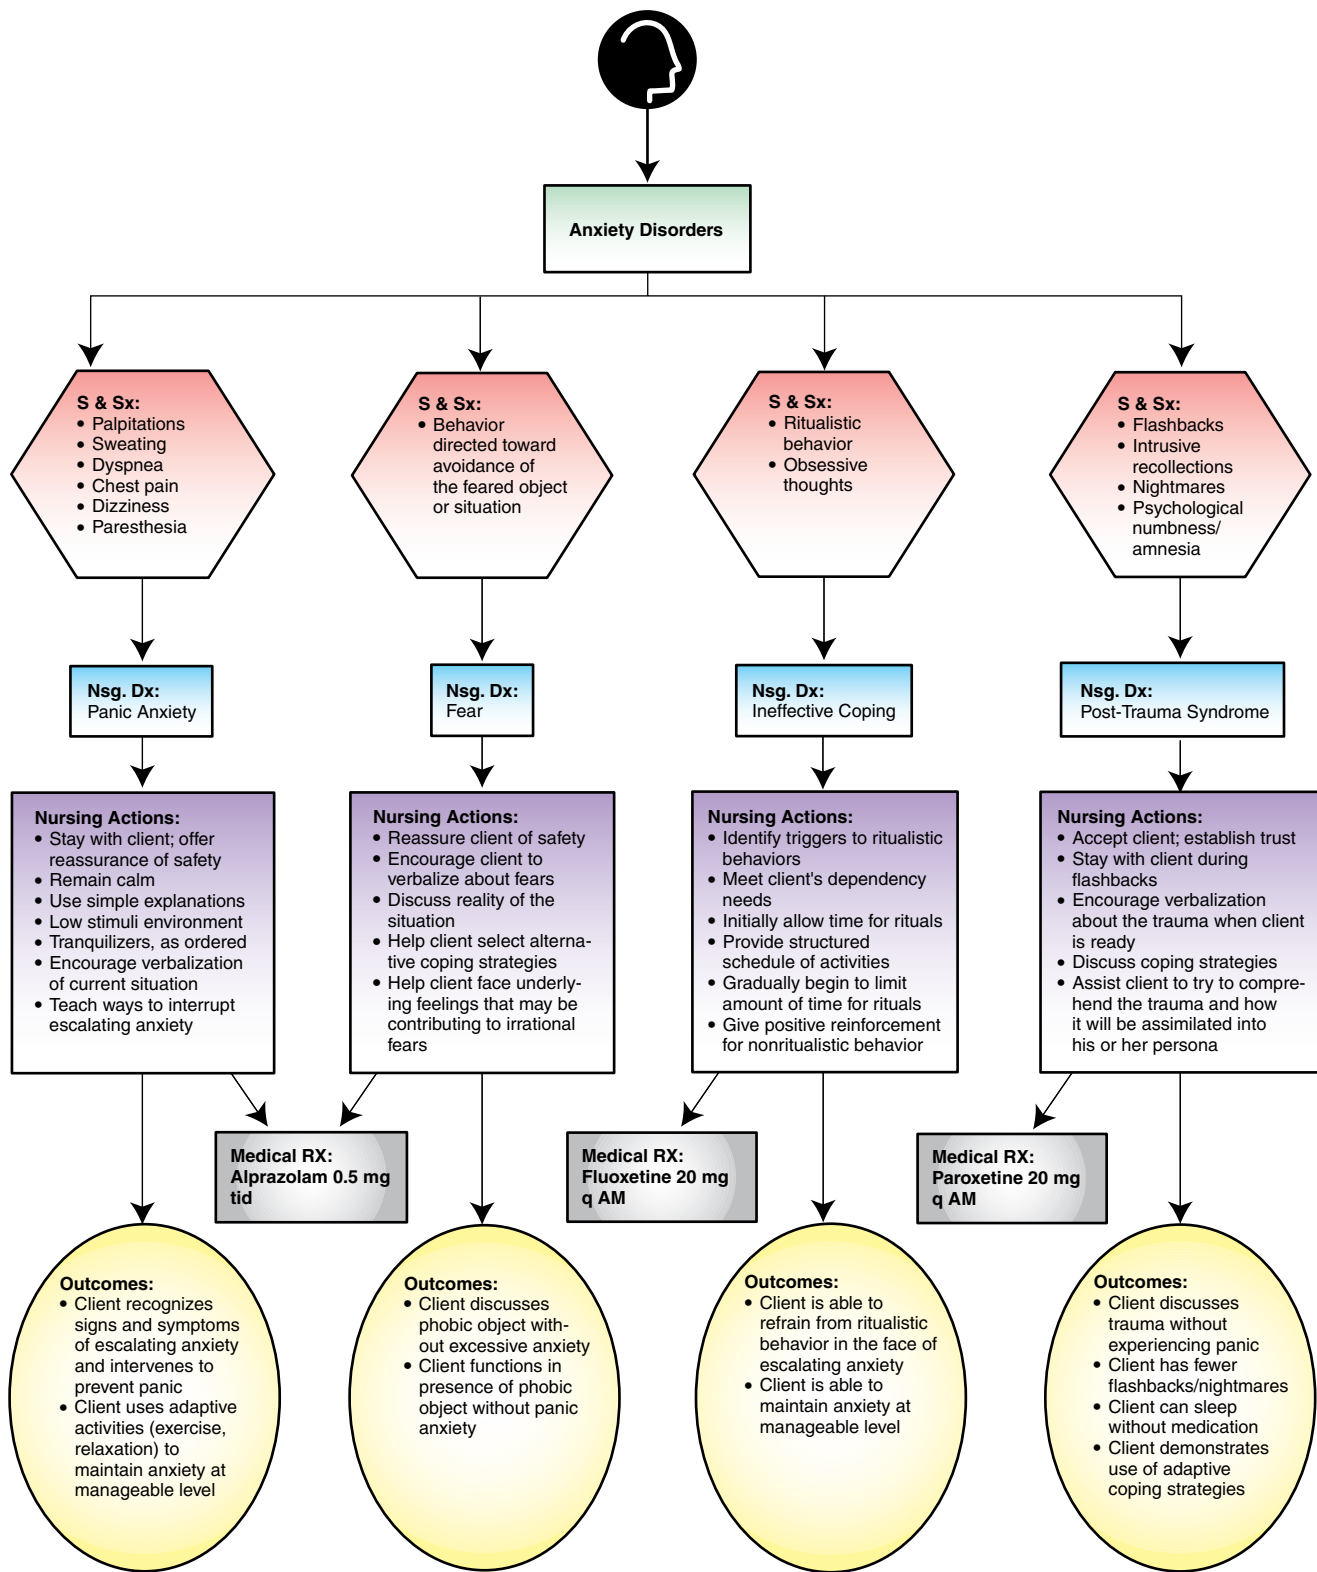 Anxiety Disorders
S & Sx:
• Palpitations
• Sweating
• Dyspnea
• Chest pain
• Dizziness
• Paresthesia
S & Sx:
• Behavior
directed toward
avoidance of
the feared object
or situation
S & Sx:
• Ritualistic
behavior
• Obsessive
thoughts
S & Sx:
• Flashbacks
• Intrusive
recollections
• Nightmares
• Psychological
numbness/
amnesia
Nsg. Dx:
Panic Anxiety
Nsg. Dx:
Fear
Nsg. Dx:
Ineffective Coping
Nsg. Dx:
Post-Trauma Syndrome
Nursing Actions:
• Stay with client; offer
reassurance of safety
• Remain calm
• Use simple explanations
• Low stimuli environment
• Tranquilizers, as ordered
• Encourage verbalization
of current situation
• Teach ways to interrupt
escalating anxiety
Nursing Actions:
• Reassure client of safety
• Encourage client to
verbalize about fears
• Discuss reality of the
situation
• Help client select alterna-
tive coping strategies
• Help client face underly-
ing feelings that may be
contributing to irrational
fears
Nursing Actions:
• Identify triggers to ritualistic
behaviors
• Meet client's dependency
needs
• Initially allow time for rituals
• Provide structured
schedule of activities
• Gradually begin to limit
amount of time for rituals
• Give positive reinforcement
for nonritualistic behavior
Nursing Actions:
• Accept client; establish trust
• Stay with client during
flashbacks
• Encourage verbalization
about the trauma when client
is ready
• Discuss coping strategies
• Assist client to try to compre-
hend the trauma and how
it will be assimilated into
his or her persona
Medical RX:
Alprazolam 0.5 mg
tid
Medical RX:
Fluoxetine 20 mg
q AM
Medical RX:
Paroxetine 20 mg
q AM
Outcomes:
• Client recognizes
signs and symptoms
of escalating anxiety
and intervenes to
prevent panic
• Client uses adaptive
activities (exercise,
relaxation) to
maintain anxiety at
manageable level
Outcomes:
• Client discusses
phobic object with-
out excessive anxiety
• Client functions in
presence of phobic
object without panic
anxiety
Outcomes:
• Client is able to
refrain from ritualistic
behavior in the face of
escalating anxiety
• Client is able to
maintain anxiety at
manageable level
Outcomes:
• Client discusses
trauma without
experiencing panic
• Client has fewer
flashbacks/nightmares
• Client can sleep
without medication
• Client demonstrates
use of adaptive
coping strategies